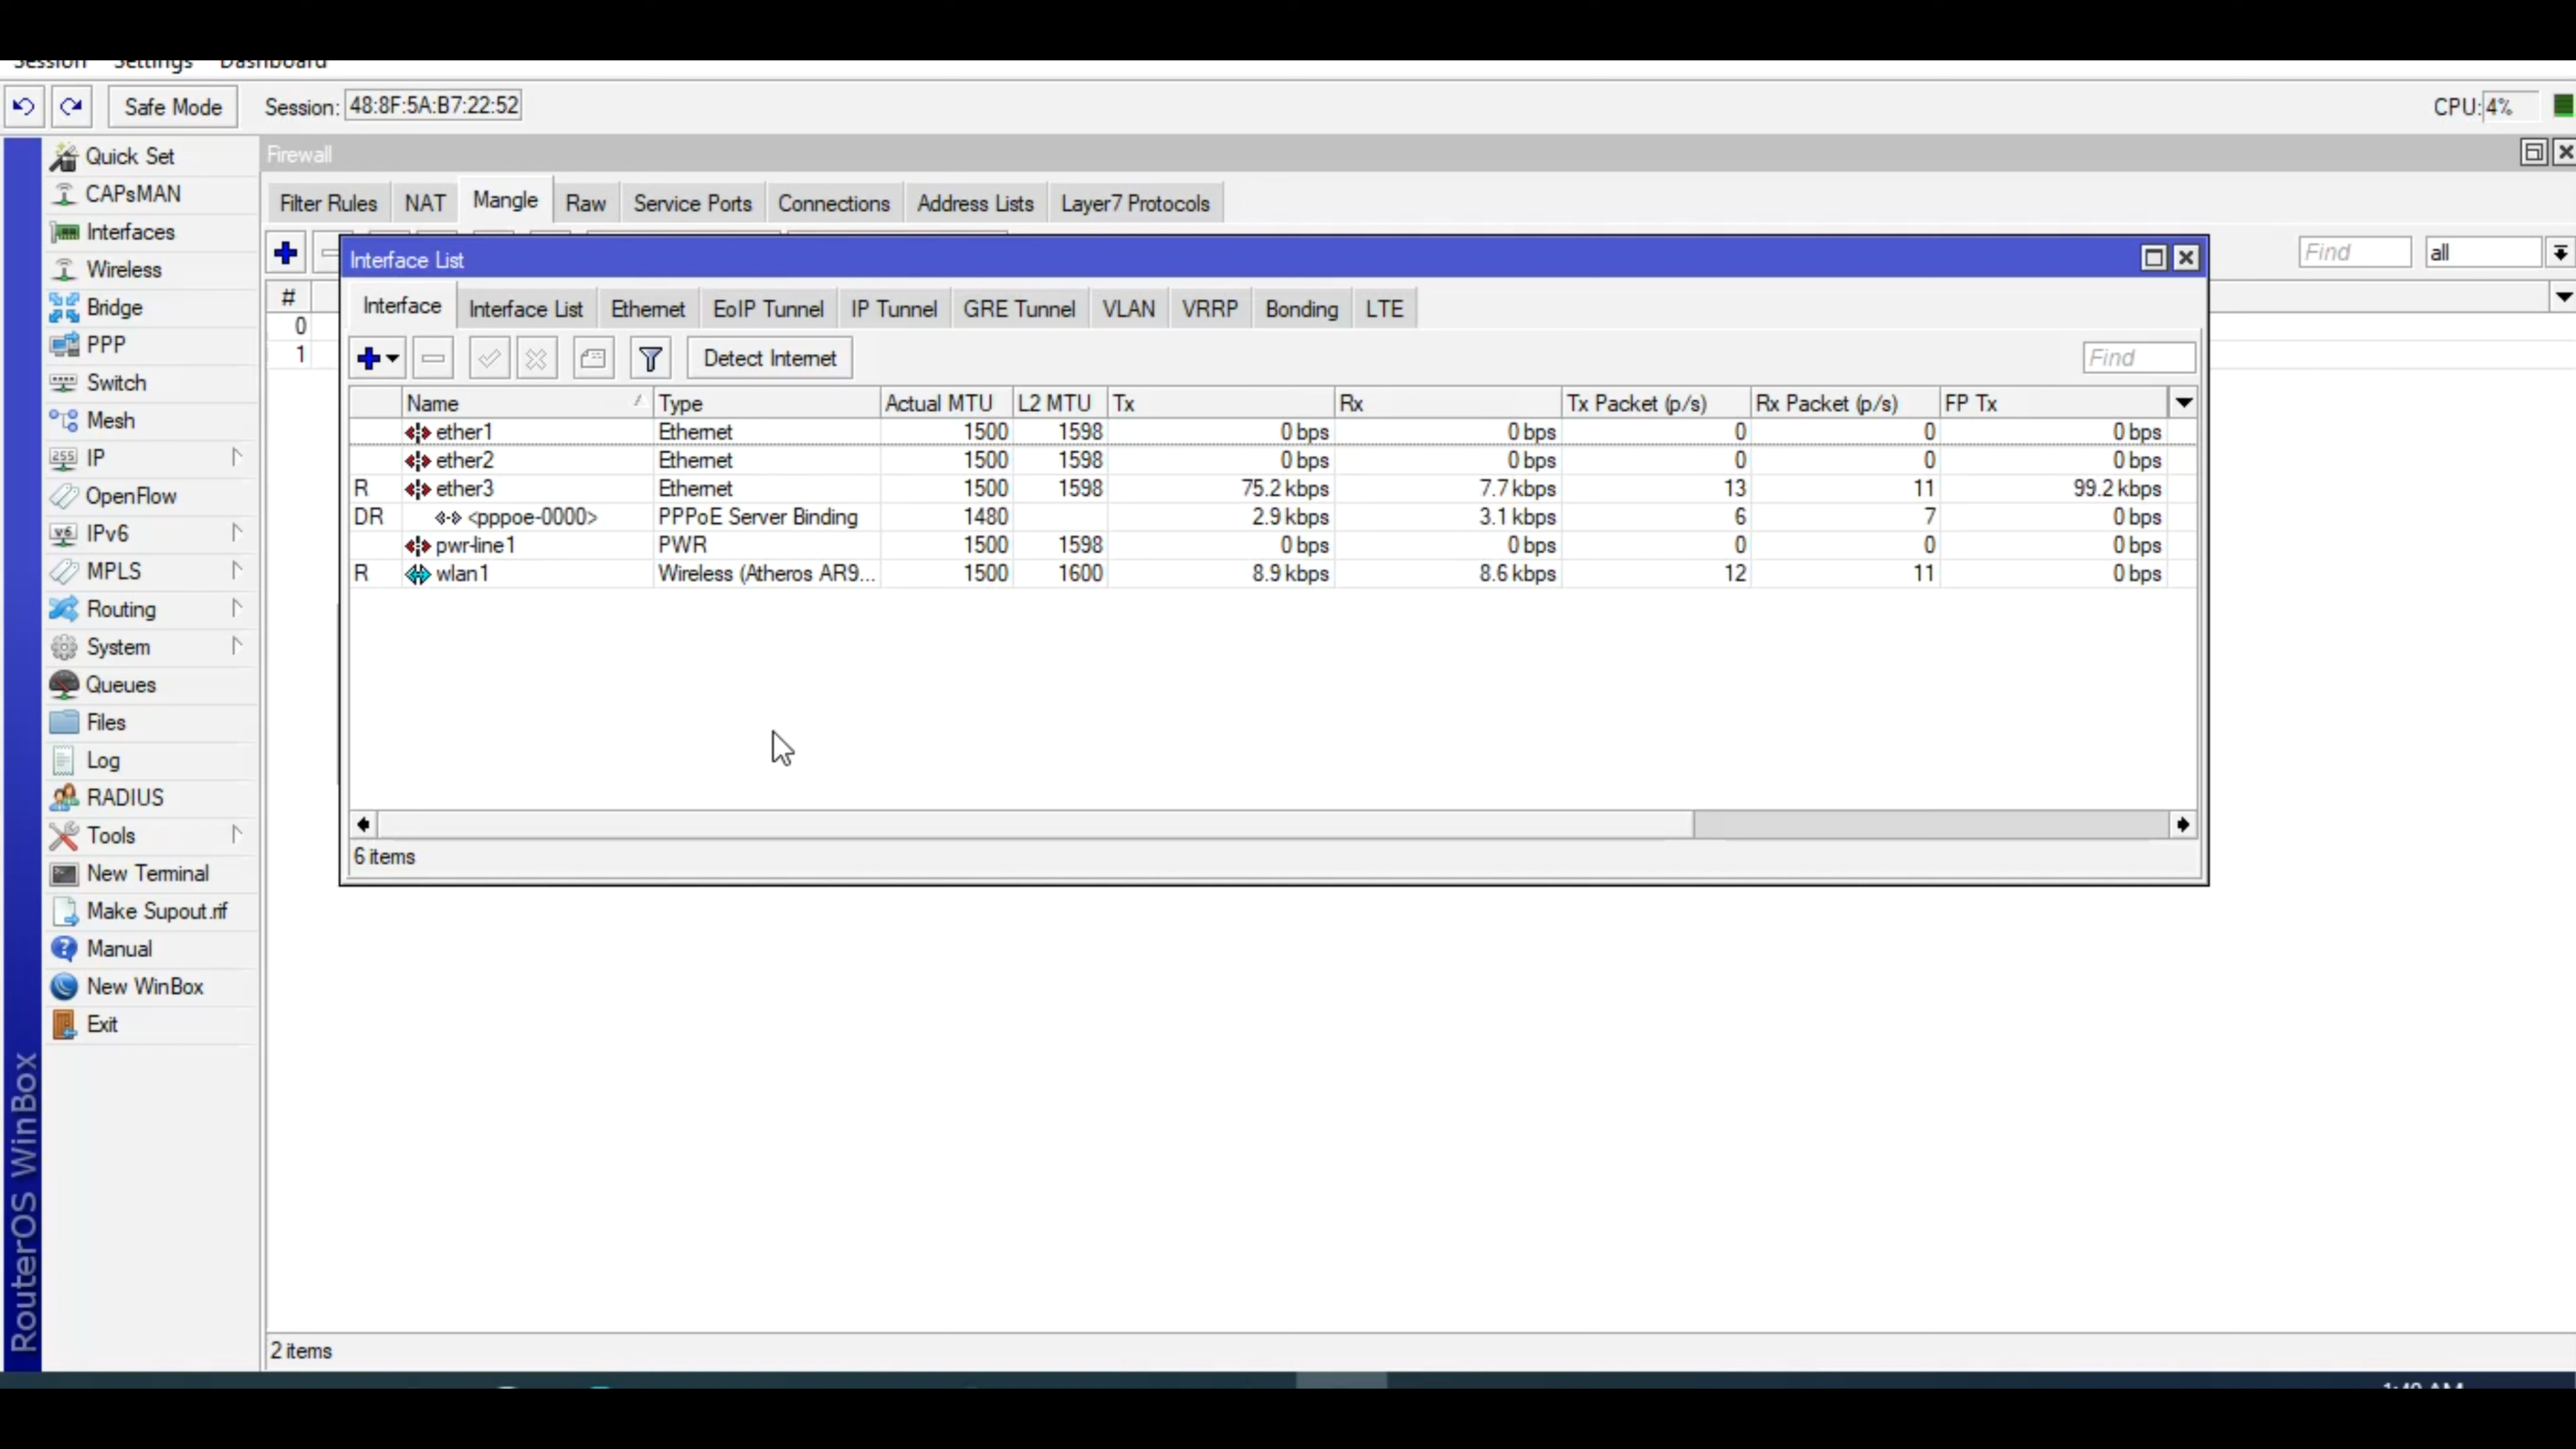 Session Settings Dashboard
Safe Mode Session: 48:8F:5A:B7:22:52 CPU: 4%
Quick Set
CAPsMAN
Interfaces
Wireless
Bridge
PPP
Switch
Mesh
IP
OpenFlow
IPv6
MPLS
Routing
System
Queues
Files
Log
RADIUS
Tools
New Terminal
Make Supout.rif
Manual
New WinBox
Exit
RouterOS WinBox
Firewall
Filter Rules NAT Mangle Raw Service Ports Connections Address Lists Layer7 Protocols
Find all
#
0
1
Interface List
Interface Interface List Ethernet EoIP Tunnel IP Tunnel GRE Tunnel VLAN VRRP Bonding LTE
Detect Internet Find
Name Type Actual MTU L2 MTU Tx Rx Tx Packet (p/s) Rx Packet (p/s) FP Tx
ether1 Ethernet 1500 1598 0 bps 0 bps 0 0 0 bps
ether2 Ethernet 1500 1598 0 bps 0 bps 0 0 0 bps
R ether3 Ethernet 1500 1598 75.2 kbps 7.7 kbps 13 11 99.2 kbps
DR <pppoe-0000> PPPoE Server Binding 1480 2.9 kbps 3.1 kbps 6 7 0 bps
pwr-line1 PWR 1500 1598 0 bps 0 bps 0 0 0 bps
R wlan1 Wireless (Atheros AR9... 1500 1600 8.9 kbps 8.6 kbps 12 11 0 bps
6 items
2 items